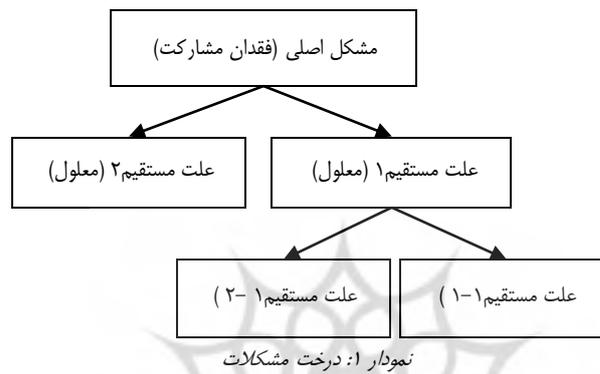 مشکل اصلی (فقدان مشارکت)
علت مستقیم۱ (معلول)
علت مستقیم۲ (معلول)
علت مستقیم۱-۱ )
علت مستقیم۱ -۲ )
نمودار ۱: درخت مشکلات